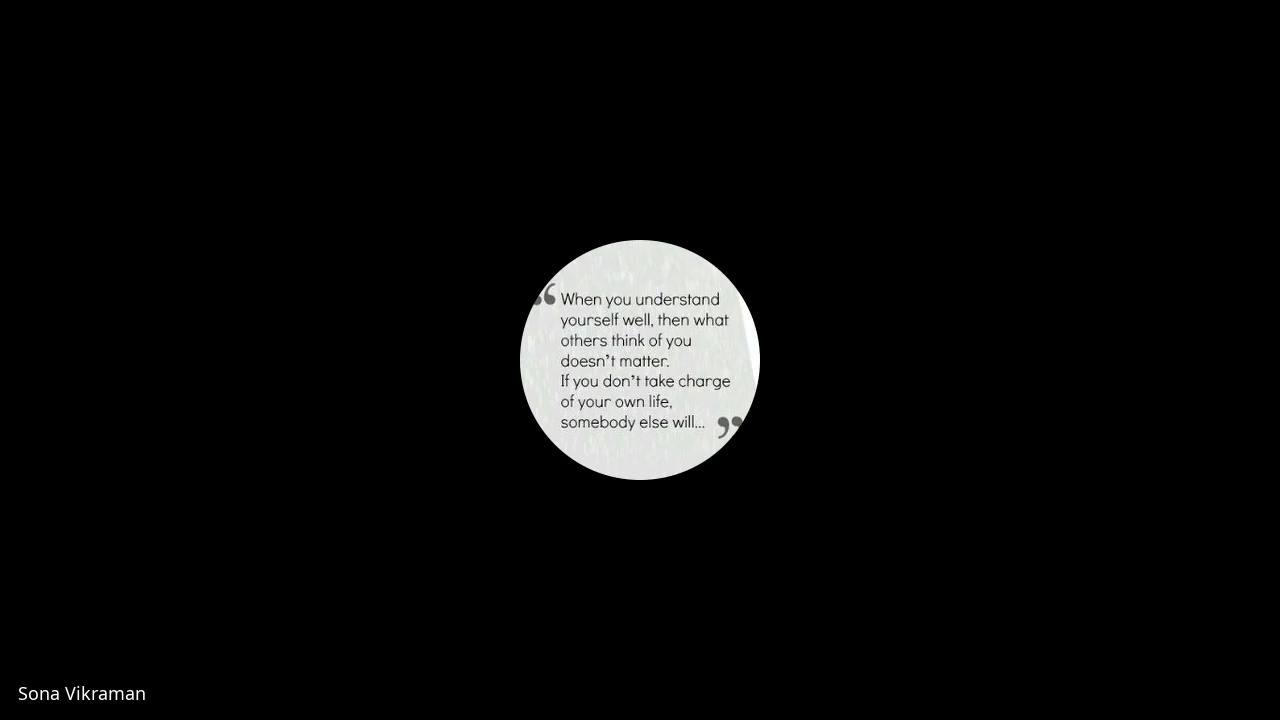 “ When you understand
yourself well, then what
others think of you
doesn’t matter.
If you don’t take charge
of your own life,
somebody else will... ”
Sona Vikraman